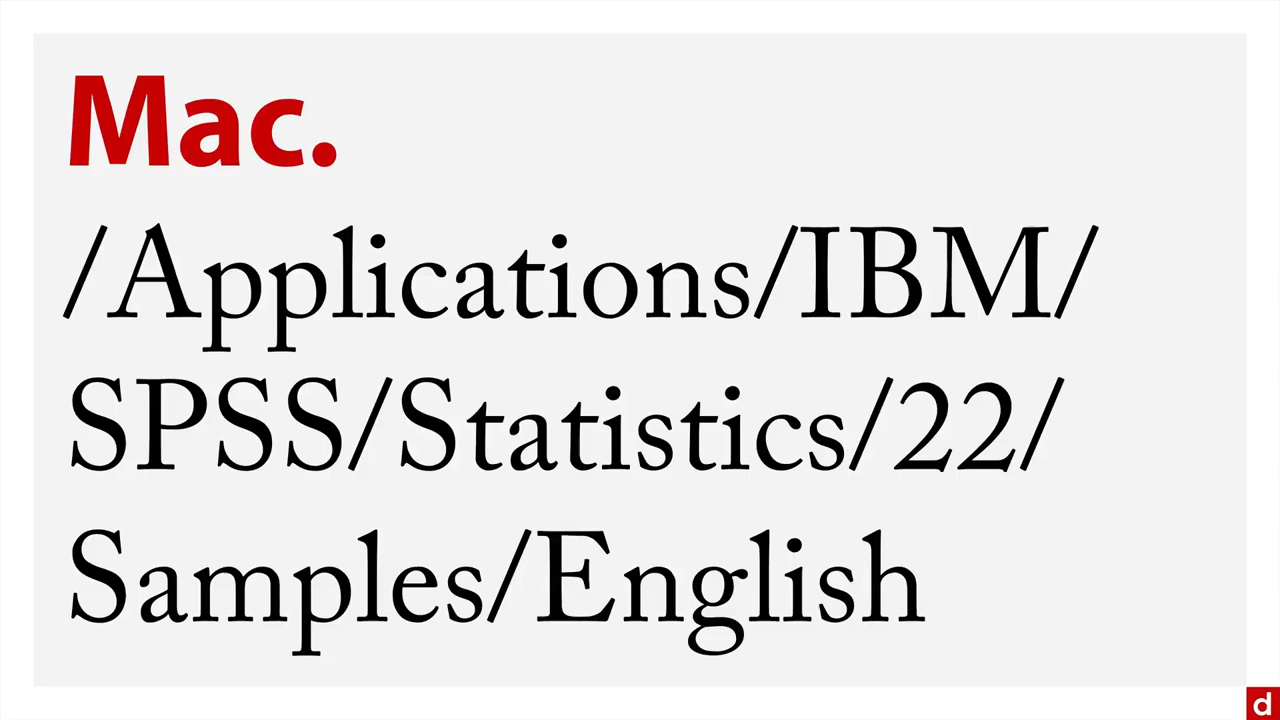 Mac.
/Applications/IBM/
SPSS/Statistics/22/
Samples/English
d